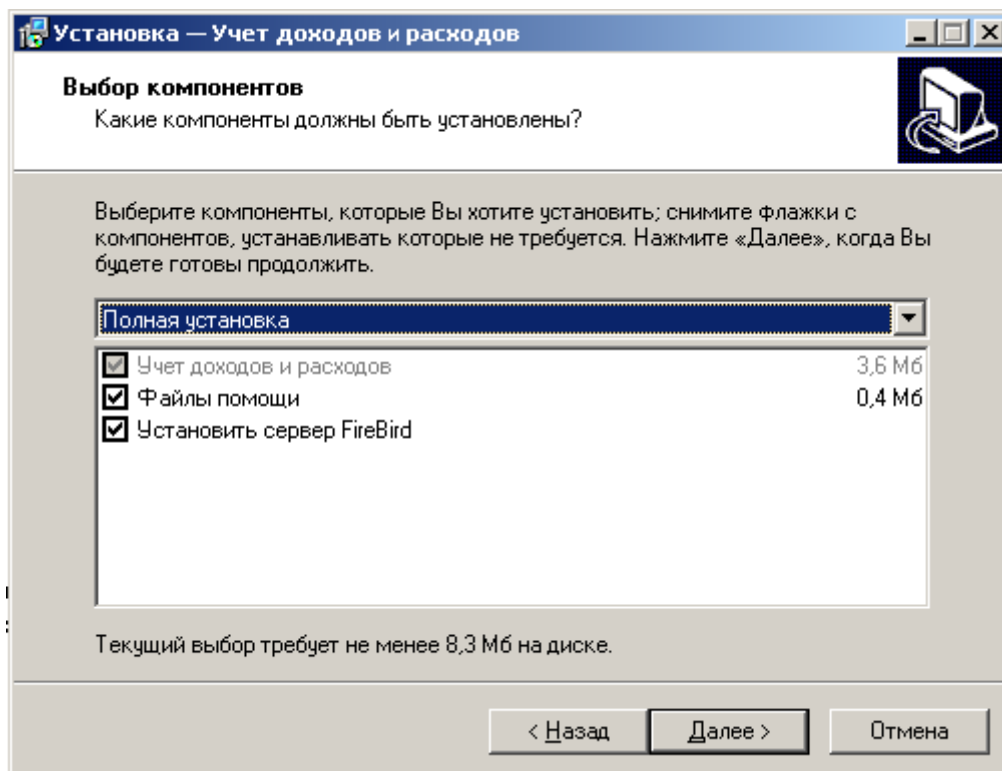 Установка — Учет доходов и расходов
Выбор компонентов
Какие компоненты должны быть установлены?
Выберите компоненты, которые Вы хотите установить; снимите флажки с
компонентов, устанавливать которые не требуется. Нажмите «Далее», когда Вы
будете готовы продолжить.
Полная установка
Учет доходов и расходов 3,6 Мб
Файлы помощи 0,4 Мб
Установить сервер FireBird
Текущий выбор требует не менее 8,3 Мб на диске.
< Назад Далее > Отмена